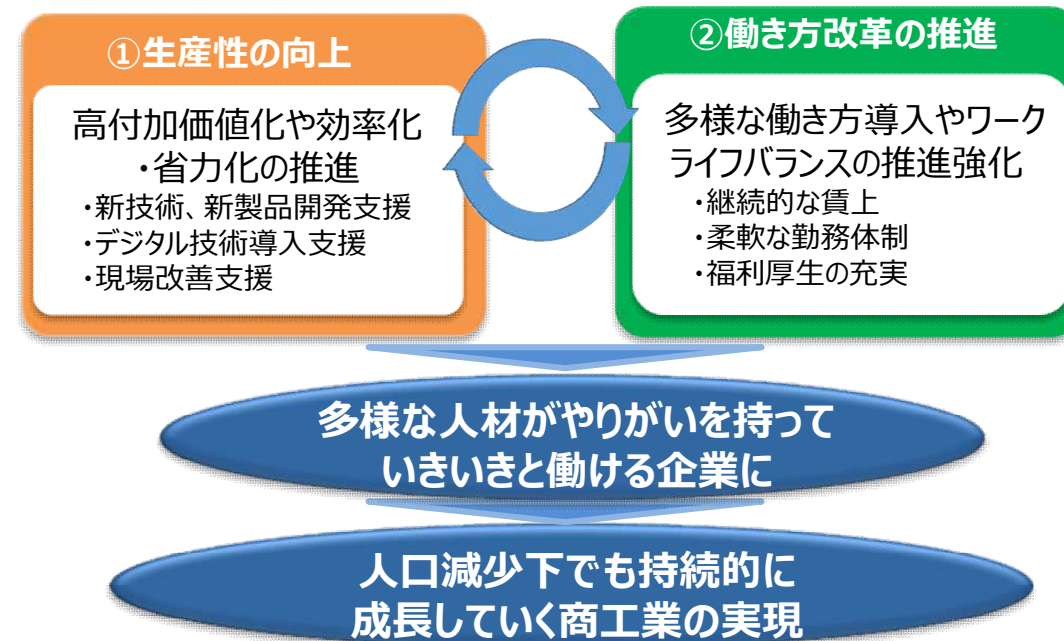 ①生産性の向上
高付加価値化や効率化
・省力化の推進
・新技術、新製品開発支援
・デジタル技術導入支援
・現場改善支援
②働き方改革の推進
多様な働き方導入やワーク
ライフバランスの推進強化
・継続的な賃上
・柔軟な勤務体制
・福利厚生の充実
多様な人材がやりがいを持って
いきいきと働ける企業に
人口減少下でも持続的に
成長していく商工業の実現